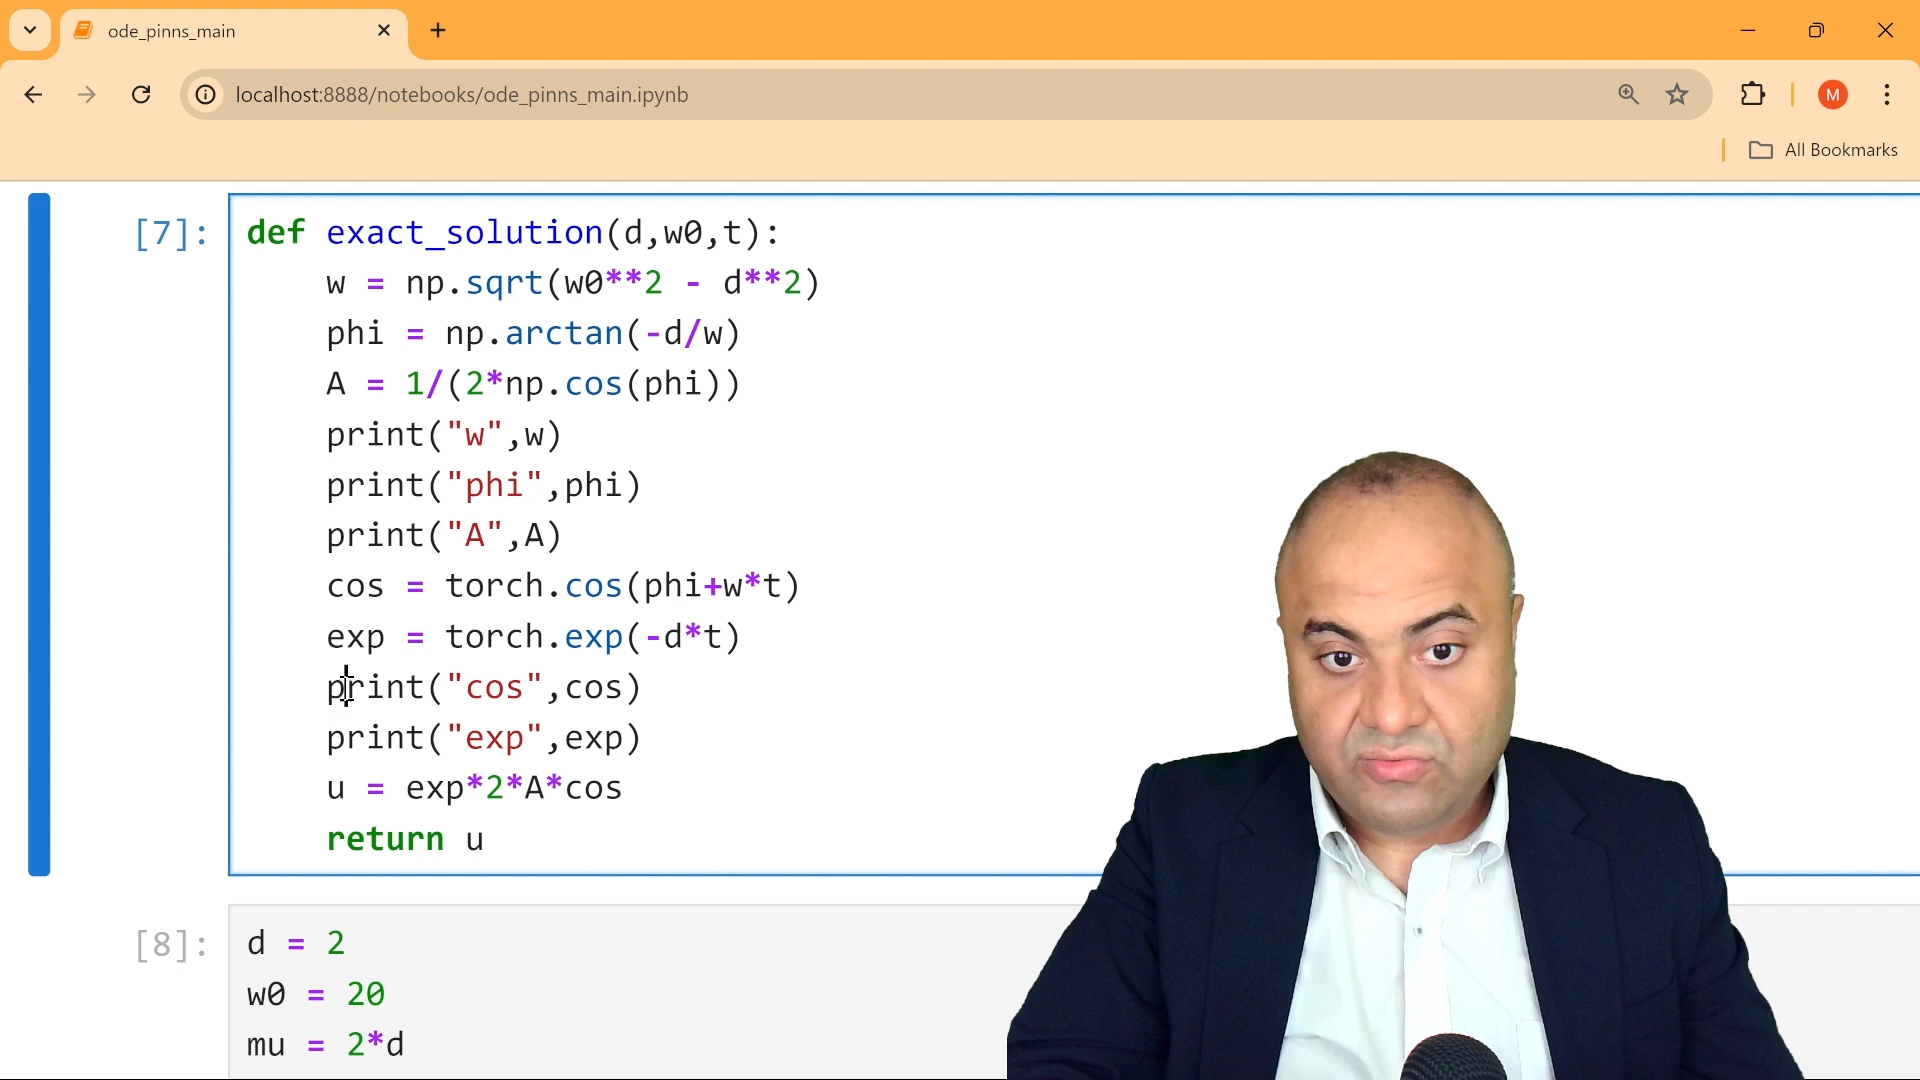 ode_pinns_main
localhost:8888/notebooks/ode_pinns_main.ipynb
M
All Bookmarks
[7]:
def exact_solution(d,w0,t):
    w = np.sqrt(w0**2 - d**2)
    phi = np.arctan(-d/w)
    A = 1/(2*np.cos(phi))
    print("w",w)
    print("phi",phi)
    print("A",A)
    cos = torch.cos(phi+w*t)
    exp = torch.exp(-d*t)
    print("cos",cos)
    print("exp",exp)
    u = exp*2*A*cos
    return u
[8]:
d = 2
w0 = 20
mu = 2*d